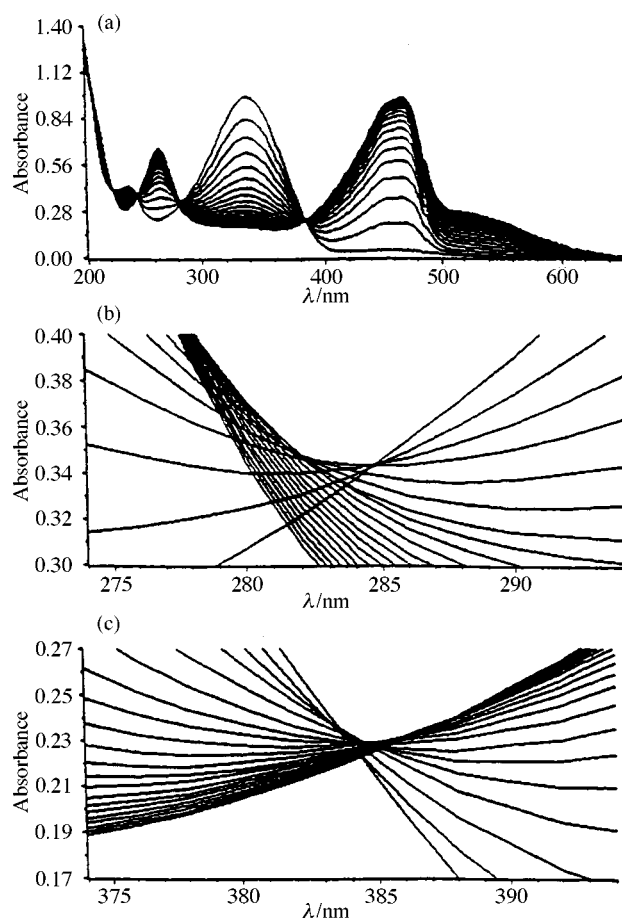 (a)
1.40
1.12
0.84
0.56
0.28
0.00
Absorbance
200 300 400 500 600
λ/nm
(b)
0.40
0.38
0.36
0.34
0.32
0.30
Absorbance
275 280 285 290
λ/nm
(c)
0.27
0.25
0.23
0.21
0.19
0.17
Absorbance
375 380 385 390
λ/nm